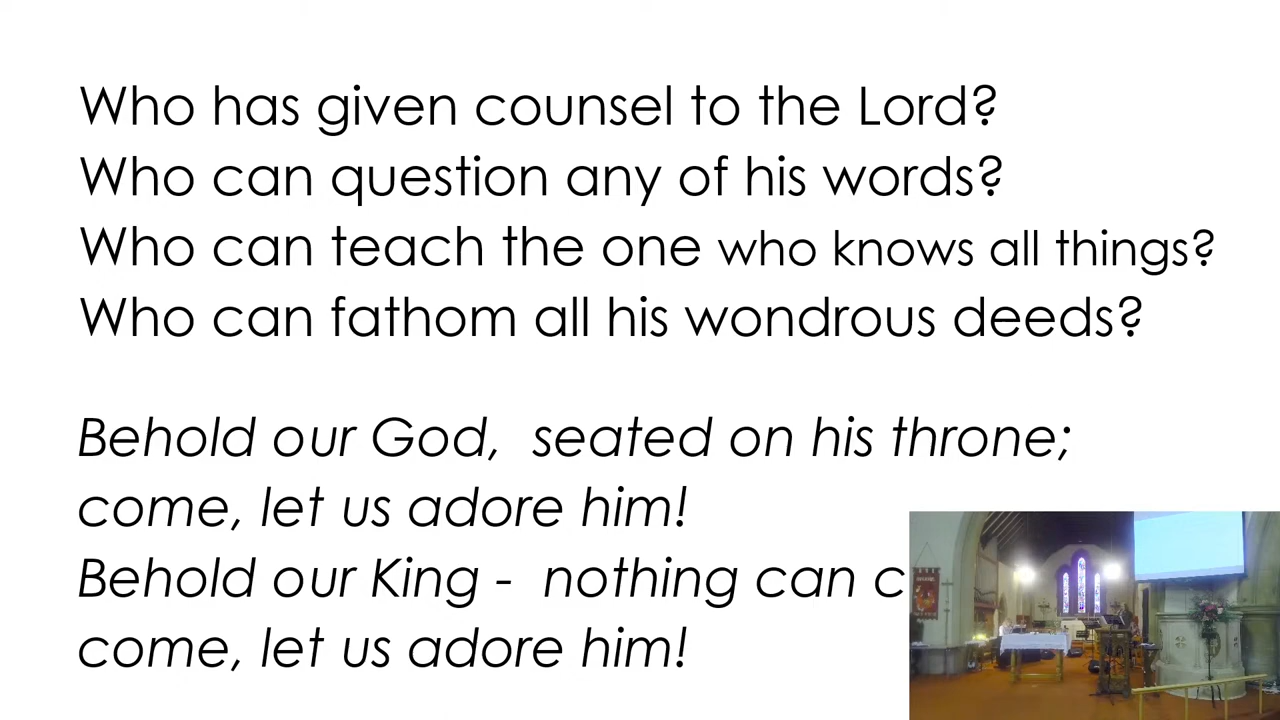 Who has given counsel to the Lord?
Who can question any of his words?
Who can teach the one who knows all things?
Who can fathom all his wondrous deeds?
Behold our God, seated on his throne;
come, let us adore him!
Behold our King - nothing can
come, let us adore him!